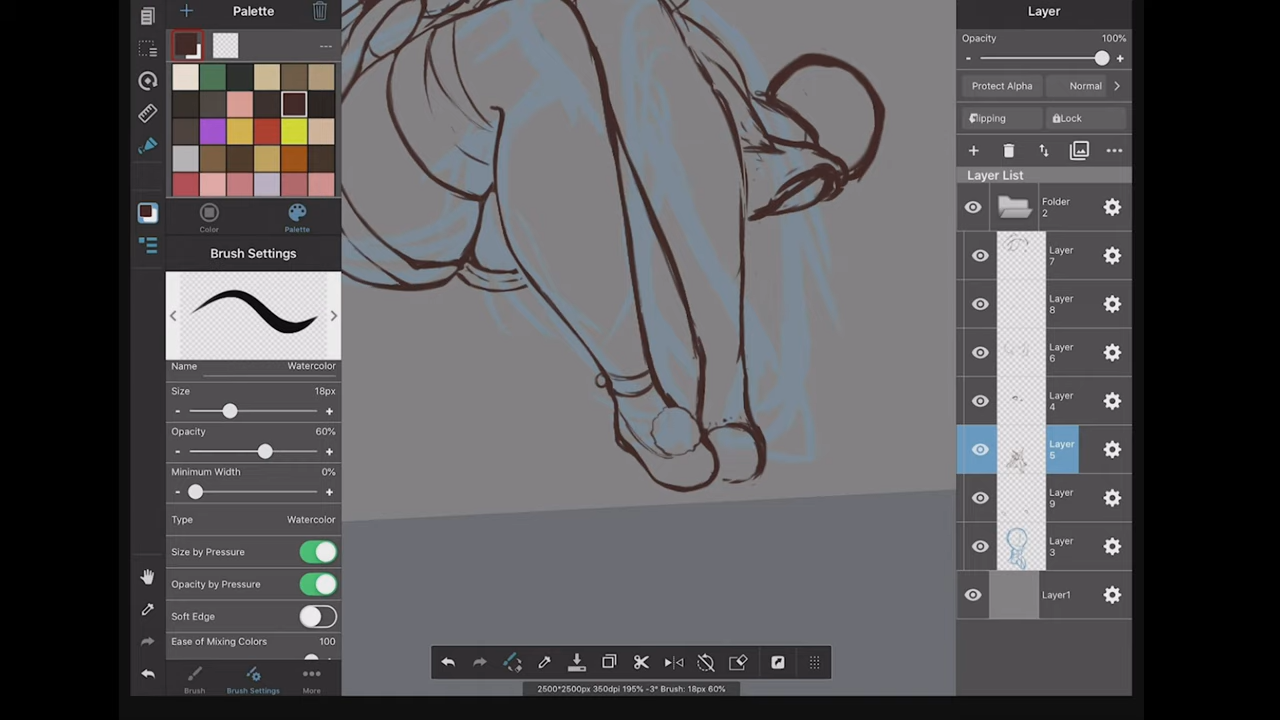 Palette
Color
Palette
Brush Settings
Name Watercolor
Size 18px
- +
Opacity 60%
- +
Minimum Width 0%
- +
Type Watercolor
Size by Pressure
Opacity by Pressure
Soft Edge
Ease of Mixing Colors 100
Brush
Brush Settings
More
2500*2500px 350dpi 195% -3° Brush: 18px 60%
Layer
Opacity 100%
- +
Protect Alpha
Normal
Clipping
Lock
Layer List
Folder
2
Layer
7
Layer
8
Layer
6
Layer
4
Layer
5
Layer
9
Layer
3
Layer1